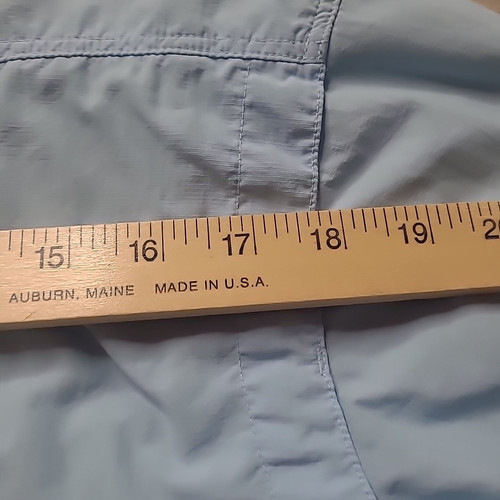 15 16 17 18 19
AUBURN, MAINE MADE IN U.S.A.